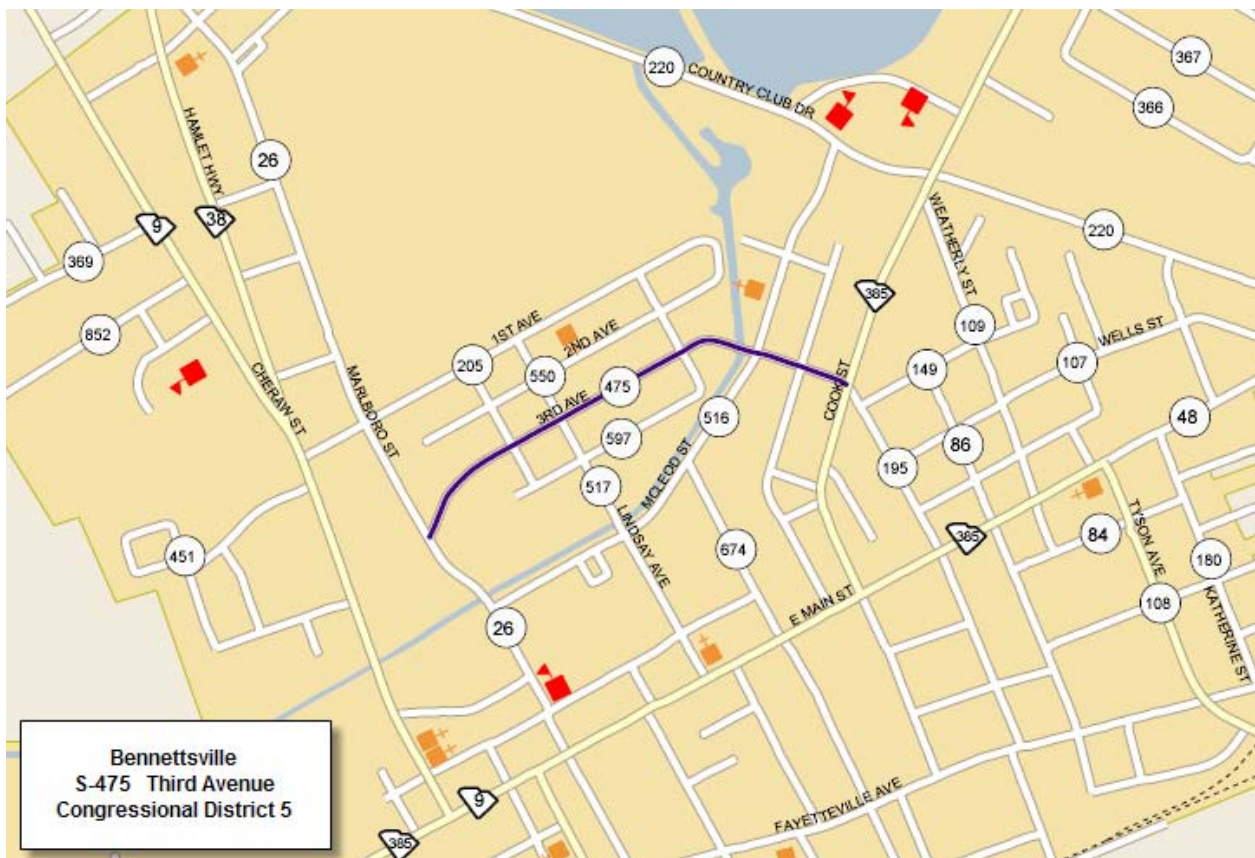 220
COUNTRY CLUB DR
367
366
HAMLET HWY
26
9
38
369
852
220
WEATHERLY ST
385
109
WELLS ST
107
149
1ST AVE
2ND AVE
205
550
475
3RD AVE
597
516
517
MCLEOD ST
LINDSAY AVE
674
CHERAW ST
MARLBORO ST
COOK ST
48
86
195
385
84
TYSON AVE
180
108
KATHERINE ST
451
26
E MAIN ST
FAYETTEVILLE AVE
9
385
Bennettsville
S-475 Third Avenue
Congressional District 5